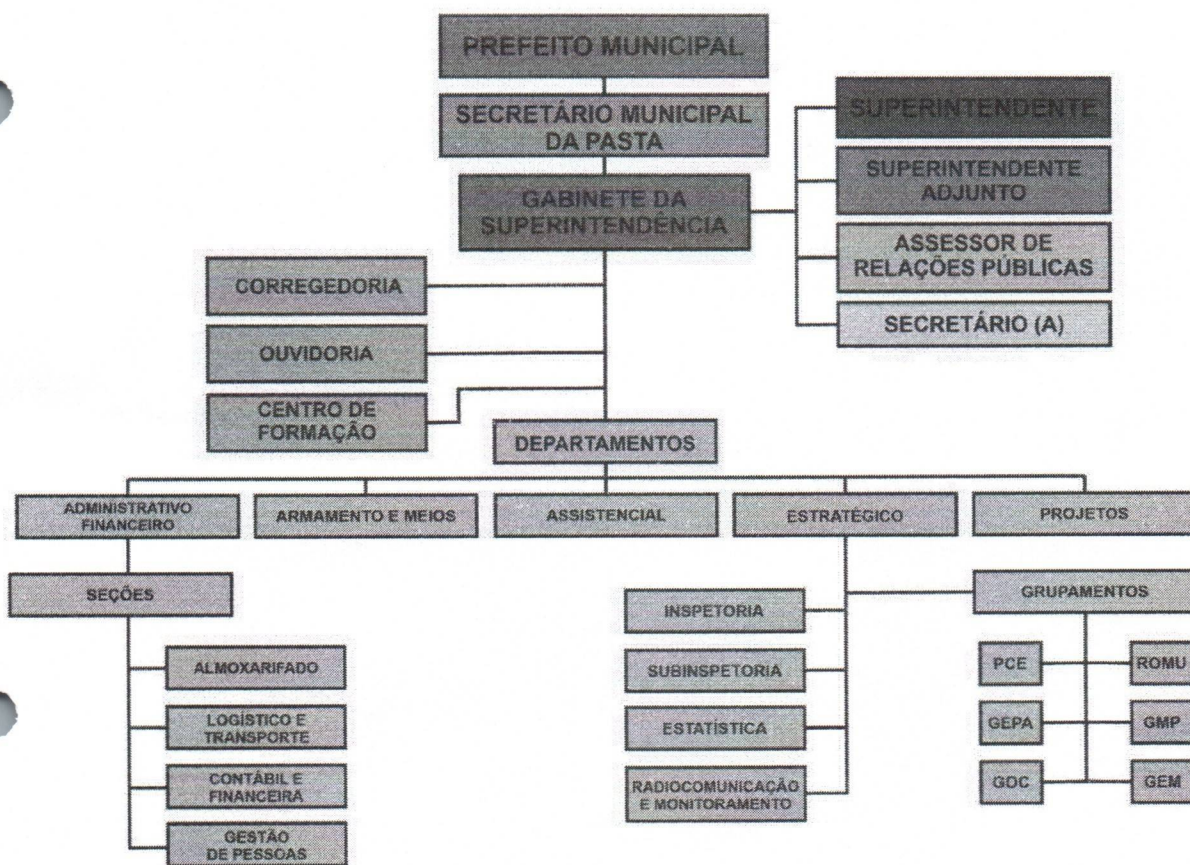 PREFEITO MUNICIPAL
SECRETÁRIO MUNICIPAL
DA PASTA
GABINETE DA
SUPERINTENDÊNCIA
SUPERINTENDENTE
SUPERINTENDENTE
ADJUNTO
ASSESSOR DE
RELAÇÕES PÚBLICAS
SECRETÁRIO (A)
CORREGEDORIA
OUVIDORIA
CENTRO DE
FORMAÇÃO
DEPARTAMENTOS
ADMINISTRATIVO
FINANCEIRO
ARMAMENTO E MEIOS
ASSISTENCIAL
ESTRATÉGICO
PROJETOS
SEÇÕES
ALMOXARIFADO
LOGÍSTICO E
TRANSPORTE
CONTÁBIL E
FINANCEIRA
GESTÃO
DE PESSOAS
INSPETORIA
SUBINSPETORIA
ESTATÍSTICA
RADIOCOMUNICAÇÃO
E MONITORAMENTO
GRUPAMENTOS
PCE
ROMU
GEPA
GMP
GDC
GEM